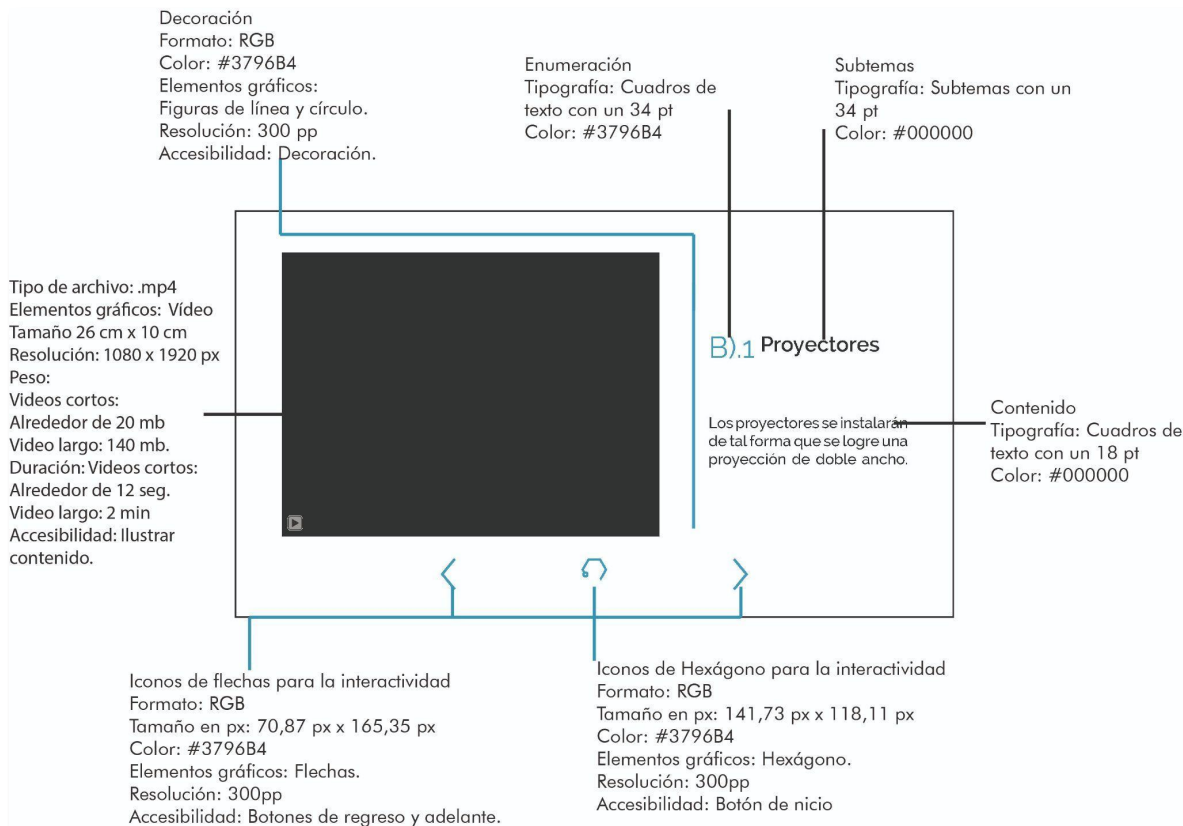 Decoración
Formato: RGB
Color: #3796B4
Elementos gráficos:
Figuras de línea y círculo.
Resolución: 300 pp
Accesibilidad: Decoración.
Enumeración
Tipografía: Cuadros de
texto con un 34 pt
Color: #3796B4
Subtemas
Tipografía: Subtemas con un
34 pt
Color: #000000
Tipo de archivo: .mp4
Elementos gráficos: Vídeo
Tamaño 26 cm x 10 cm
Resolución: 1080 x 1920 px
Peso:
Videos cortos:
Alrededor de 20 mb
Video largo: 140 mb.
Duración: Videos cortos:
Alrededor de 12 seg.
Video largo: 2 min
Accesibilidad: Ilustrar
contenido.
B).1 Proyectores
Los proyectores se instalarán
de tal forma que se logre una
proyección de doble ancho.
Contenido
Tipografía: Cuadros de
texto con un 18 pt
Color: #000000
Iconos de flechas para la interactividad
Formato: RGB
Tamaño en px: 70,87 px x 165,35 px
Color: #3796B4
Elementos gráficos: Flechas.
Resolución: 300pp
Accesibilidad: Botones de regreso y adelante.
Iconos de Hexágono para la interactividad
Formato: RGB
Tamaño en px: 141,73 px x 118,11 px
Color: #3796B4
Elementos gráficos: Hexágono.
Resolución: 300pp
Accesibilidad: Botón de nicio